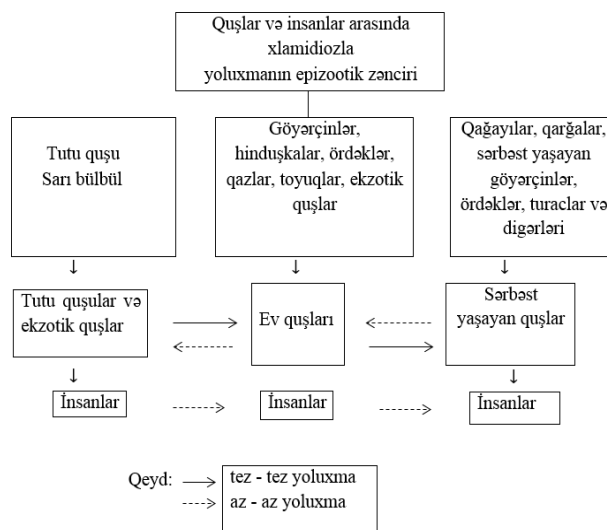 Quşlar və insanlar arasında
xlamidiozla
yoluxmanın epizootik zənciri
Tutu quşu
Sarı bülbül
Göyərçinlər,
hinduşkalar, ördəklər,
qazlar, toyuqlar, ekzotik
quşlar
Qağayılar, qarğalar,
sərbəst yaşayan
göyərçinlər,
ördəklər, turaclar və
digərləri
↓ ↓ ↓
Tutu quşular və
ekzotik quşlar
Ev quşları
Sərbəst
yaşayan quşlar
↓ ↓
İnsanlar
İnsanlar
İnsanlar
Qeyd:
tez - tez yoluxma
az - az yoluxma